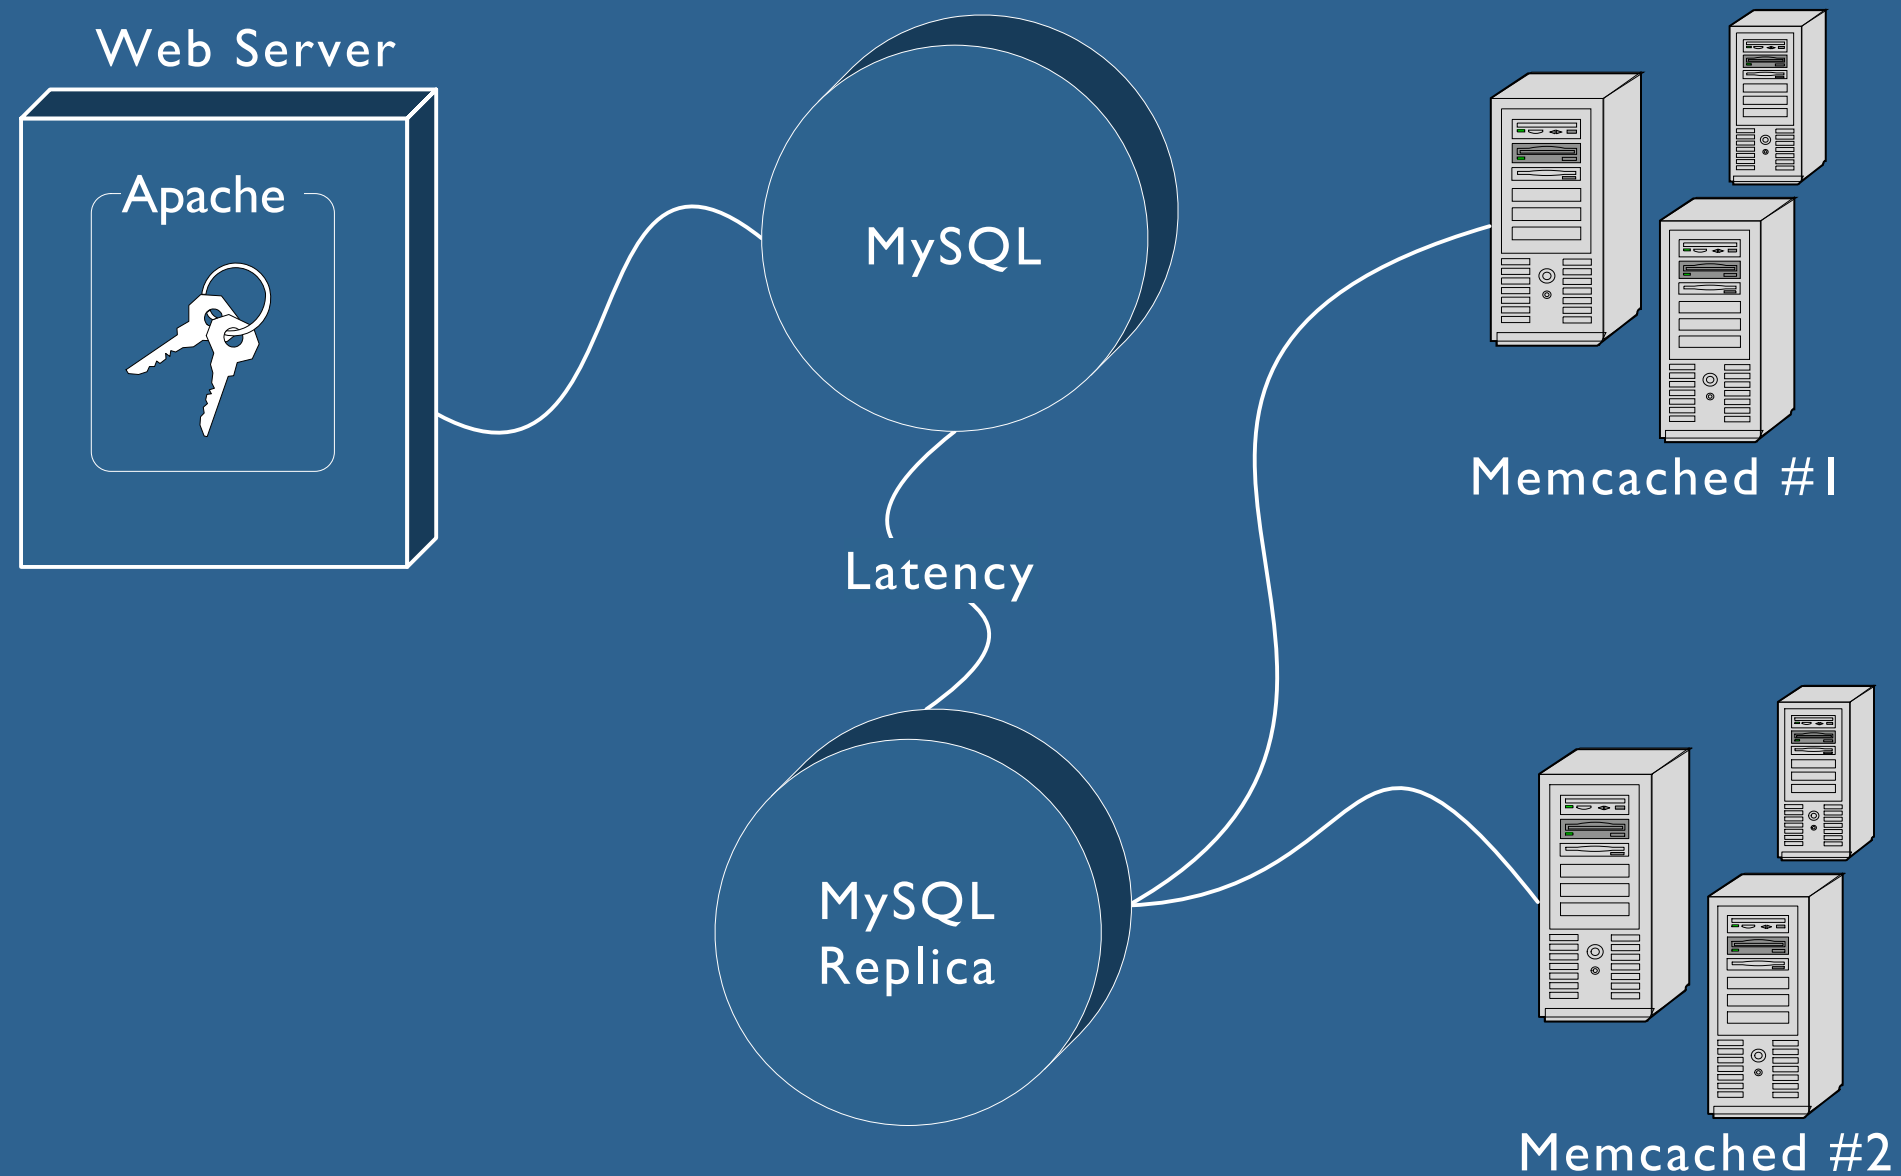 Web Server
Apache
MySQL
Memcached #1
Latency
MySQL
Replica
Memcached #2